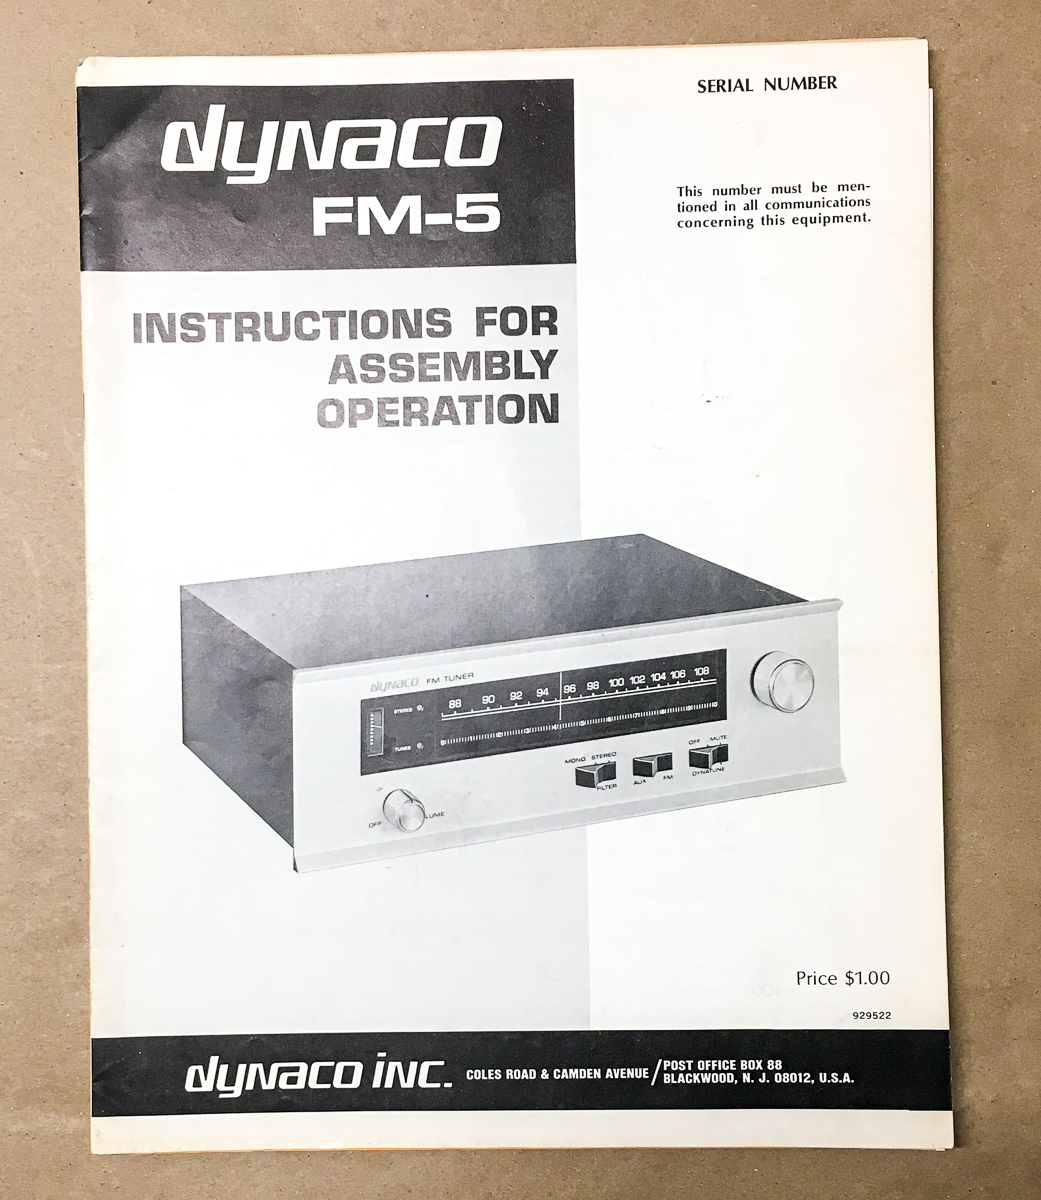 dynaco
FM-5
SERIAL NUMBER
This number must be men-
tioned in all communications
concerning this equipment.
INSTRUCTIONS FOR
ASSEMBLY
OPERATION
dynaco FM TUNER
88 90 92 94 96 98 100 102 104 106 108
STEREO
TUNED
MONO STEREO
FILTER
AUX FM
OFF MUTE
DYNATUNE
OFF LUME
Price $1.00
929522
dynaco inc. COLES ROAD & CAMDEN AVENUE / POST OFFICE BOX 88
BLACKWOOD, N. J. 08012, U.S.A.